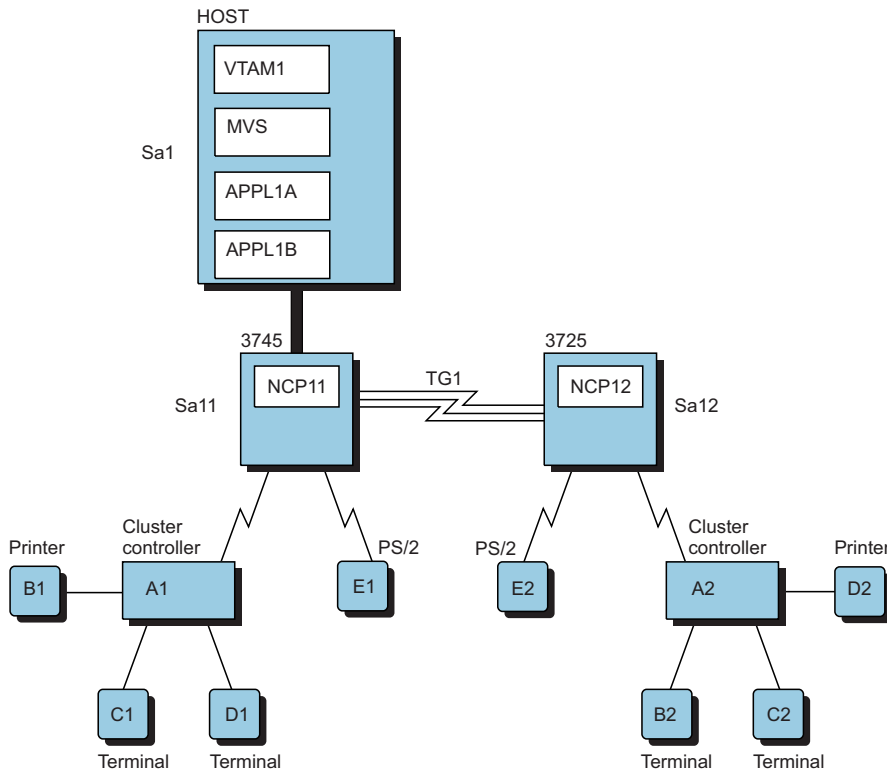 HOST
VTAM1
MVS
Sa1
APPL1A
APPL1B
3745
3725
NCP11
TG1
NCP12
Sa11
Sa12
Printer
Cluster
controller
PS/2
PS/2
Cluster
controller
Printer
B1
A1
E1
E2
A2
D2
C1
D1
B2
C2
Terminal
Terminal
Terminal
Terminal